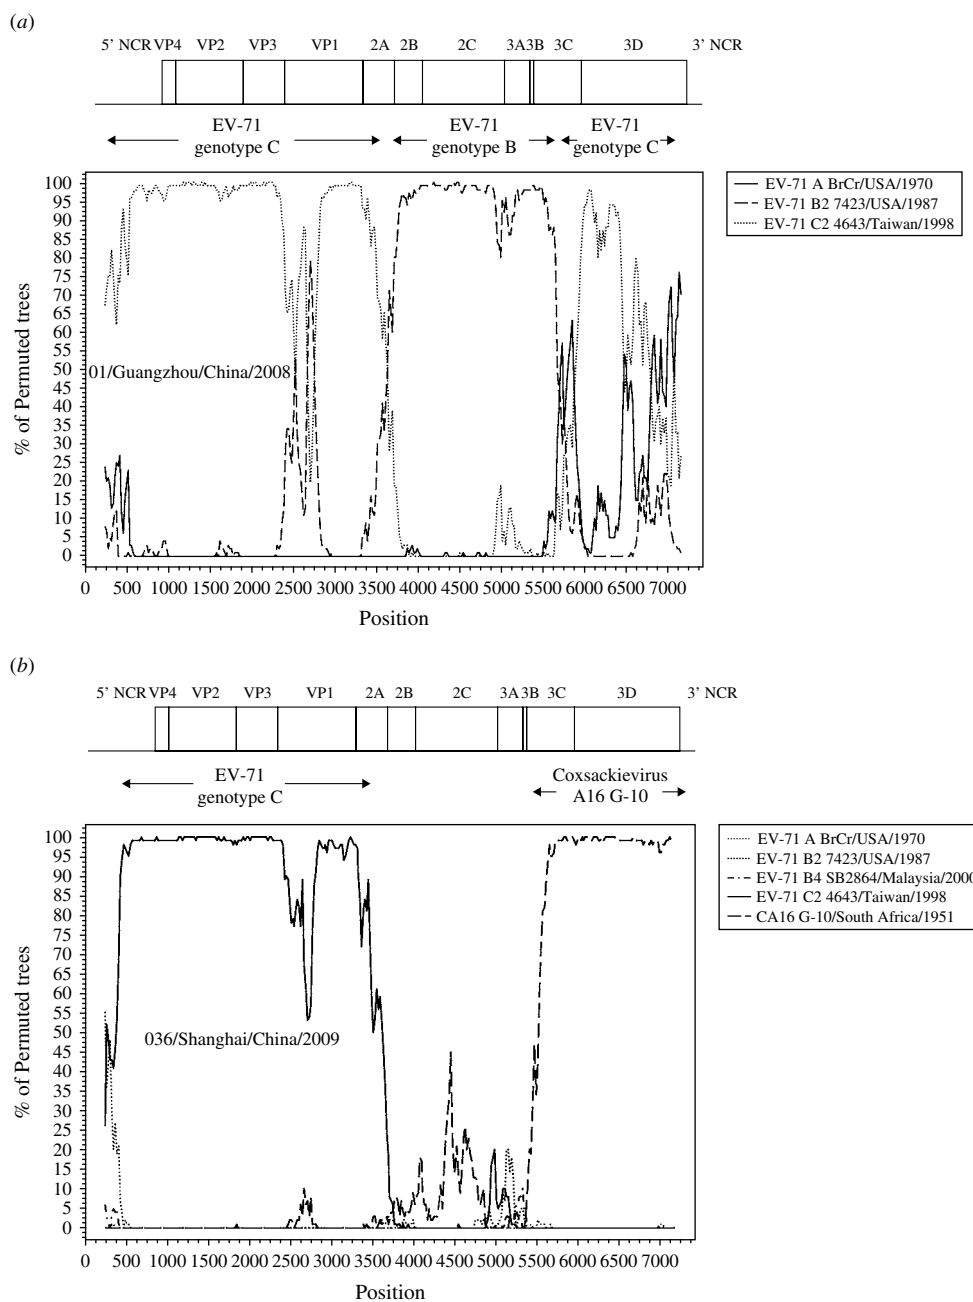 (a)
5' NCR VP4 VP2 VP3 VP1 2A 2B 2C 3A 3B 3C 3D 3' NCR
EV-71 genotype C
EV-71 genotype B
EV-71 genotype C
100
95
90
85
80
75
70
65
60
55
50
45
40
35
30
25
20
15
10
5
0
% of Permuted trees
01/Guangzhou/China/2008
EV-71 A BrCr/USA/1970
EV-71 B2 7423/USA/1987
EV-71 C2 4643/Taiwan/1998
0 500 1000 1500 2000 2500 3000 3500 4000 4500 5000 5500 6000 6500 7000
Position
(b)
5' NCR VP4 VP2 VP3 VP1 2A 2B 2C 3A 3B 3C 3D 3' NCR
EV-71 genotype C
Coxsackievirus A16 G-10
100
95
90
85
80
75
70
65
60
55
50
45
40
35
30
25
20
15
10
5
0
% of Permuted trees
036/Shanghai/China/2009
EV-71 A BrCr/USA/1970
EV-71 B2 7423/USA/1987
EV-71 B4 SB2864/Malaysia/2000
EV-71 C2 4643/Taiwan/1998
CA16 G-10/South Africa/1951
0 500 1000 1500 2000 2500 3000 3500 4000 4500 5000 5500 6000 6500 7000
Position